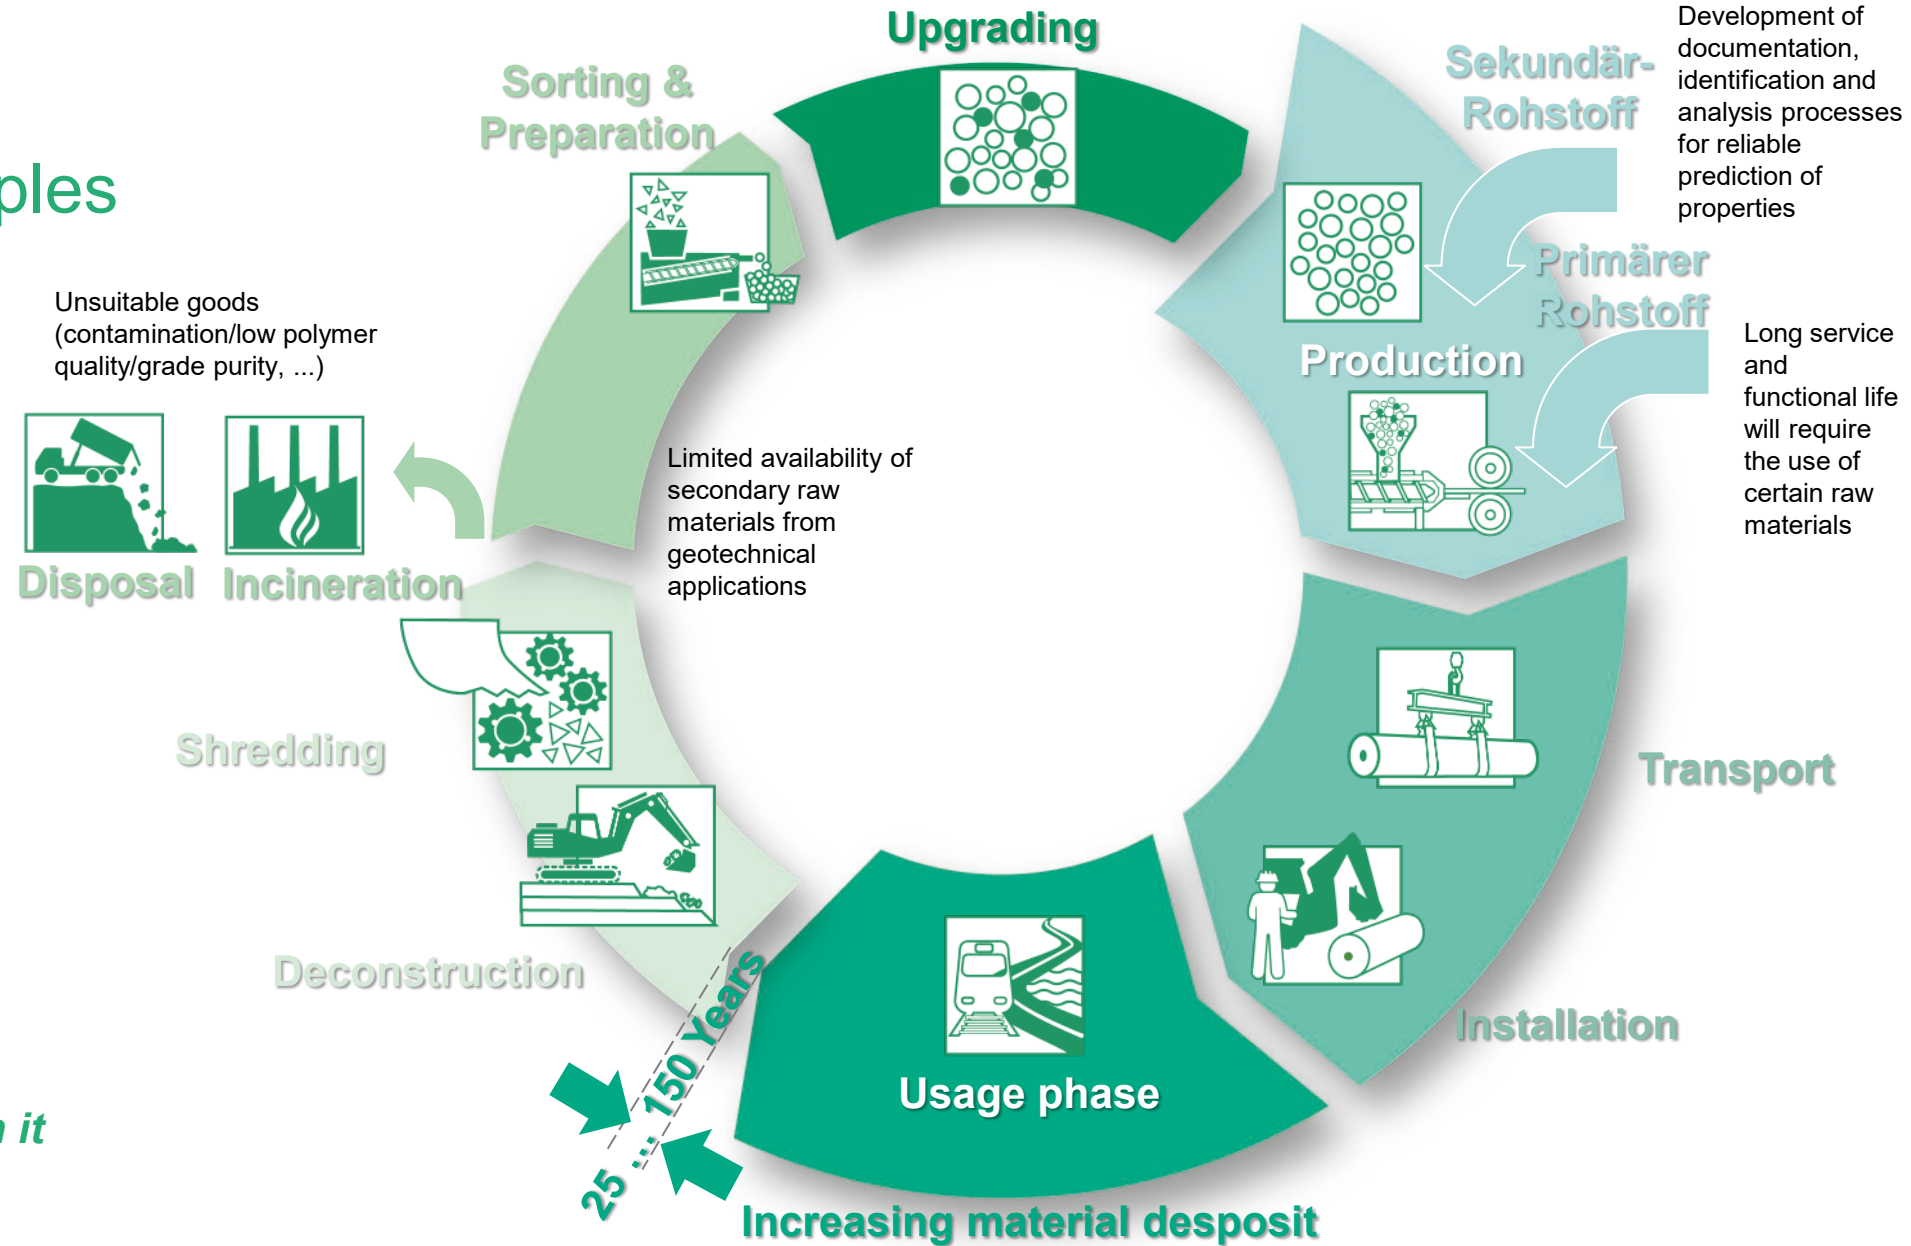 Upgrading
Sorting &
Preparation
Sekundär-
Rohstoff
Development of
documentation,
identification and
analysis processes
for reliable
prediction of
properties
Primärer
Rohstoff
Long service
and
functional life
will require
the use of
certain raw
materials
Production
Unsuitable goods
(contamination/low polymer
quality/grade purity, ...)
Disposal
Incineration
Limited availability of
secondary raw
materials from
geotechnical
applications
Shredding
Transport
Deconstruction
Installation
25 ... 150 Years
Usage phase
it
Increasing material desposit